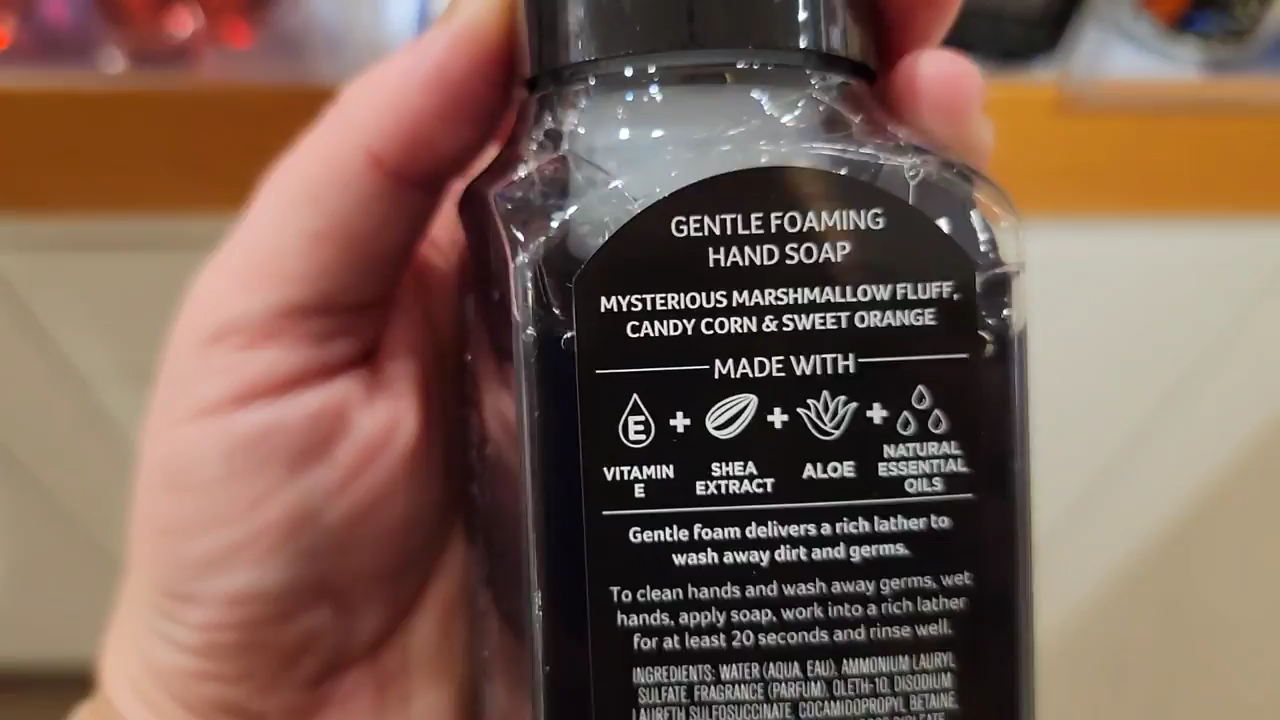 GENTLE FOAMING
HAND SOAP
MYSTERIOUS MARSHMALLOW FLUFF,
CANDY CORN & SWEET ORANGE
MADE WITH
E + + +
VITAMIN
E
SHEA
EXTRACT
ALOE
NATURAL
ESSENTIAL
OILS
Gentle foam delivers a rich lather to
wash away dirt and germs.
To clean hands and wash away germs, wet
hands, apply soap, work into a rich lather
for at least 20 seconds and rinse well.
INGREDIENTS: WATER (AQUA, EAU), AMMONIUM LAURYL
SULFATE, FRAGRANCE (PARFUM), OLETH-10, DISODIUM
LAURETH SULFOSUCCINATE, COCAMIDOPROPYL BETAINE,